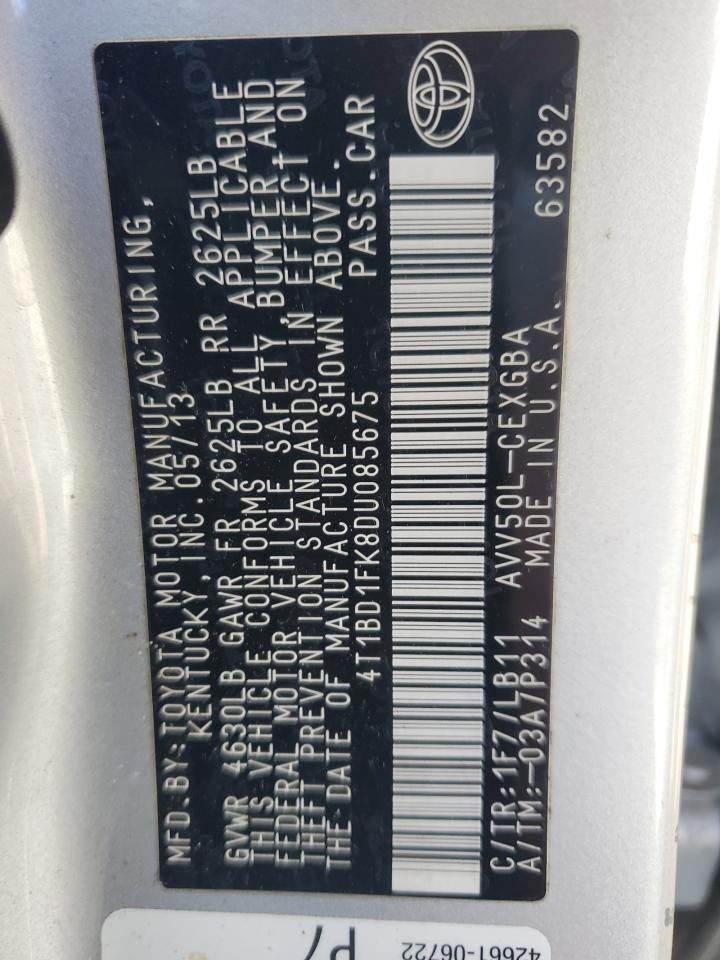 MFD.BY:TOYOTA MOTOR MANUFACTURING,
KENTUCKY, INC. 05/13
GVWR 4630LB GAWR FR 2625LB RR 2625LB
THIS VEHICLE CONFORMS TO ALL APPLICABLE
FEDERAL MOTOR VEHICLE SAFETY, BUMPER AND
THEFT PREVENTION STANDARDS IN EFFECT ON
THE DATE OF MANUFACTURE SHOWN ABOVE.
4T1BD1FK8DU085675 PASS.CAR
C/TR:1F7/LB11 AVV50L-CEXGBA 63582
A/TM:-03A7P314 MADE IN U.S.A.
42661-06722